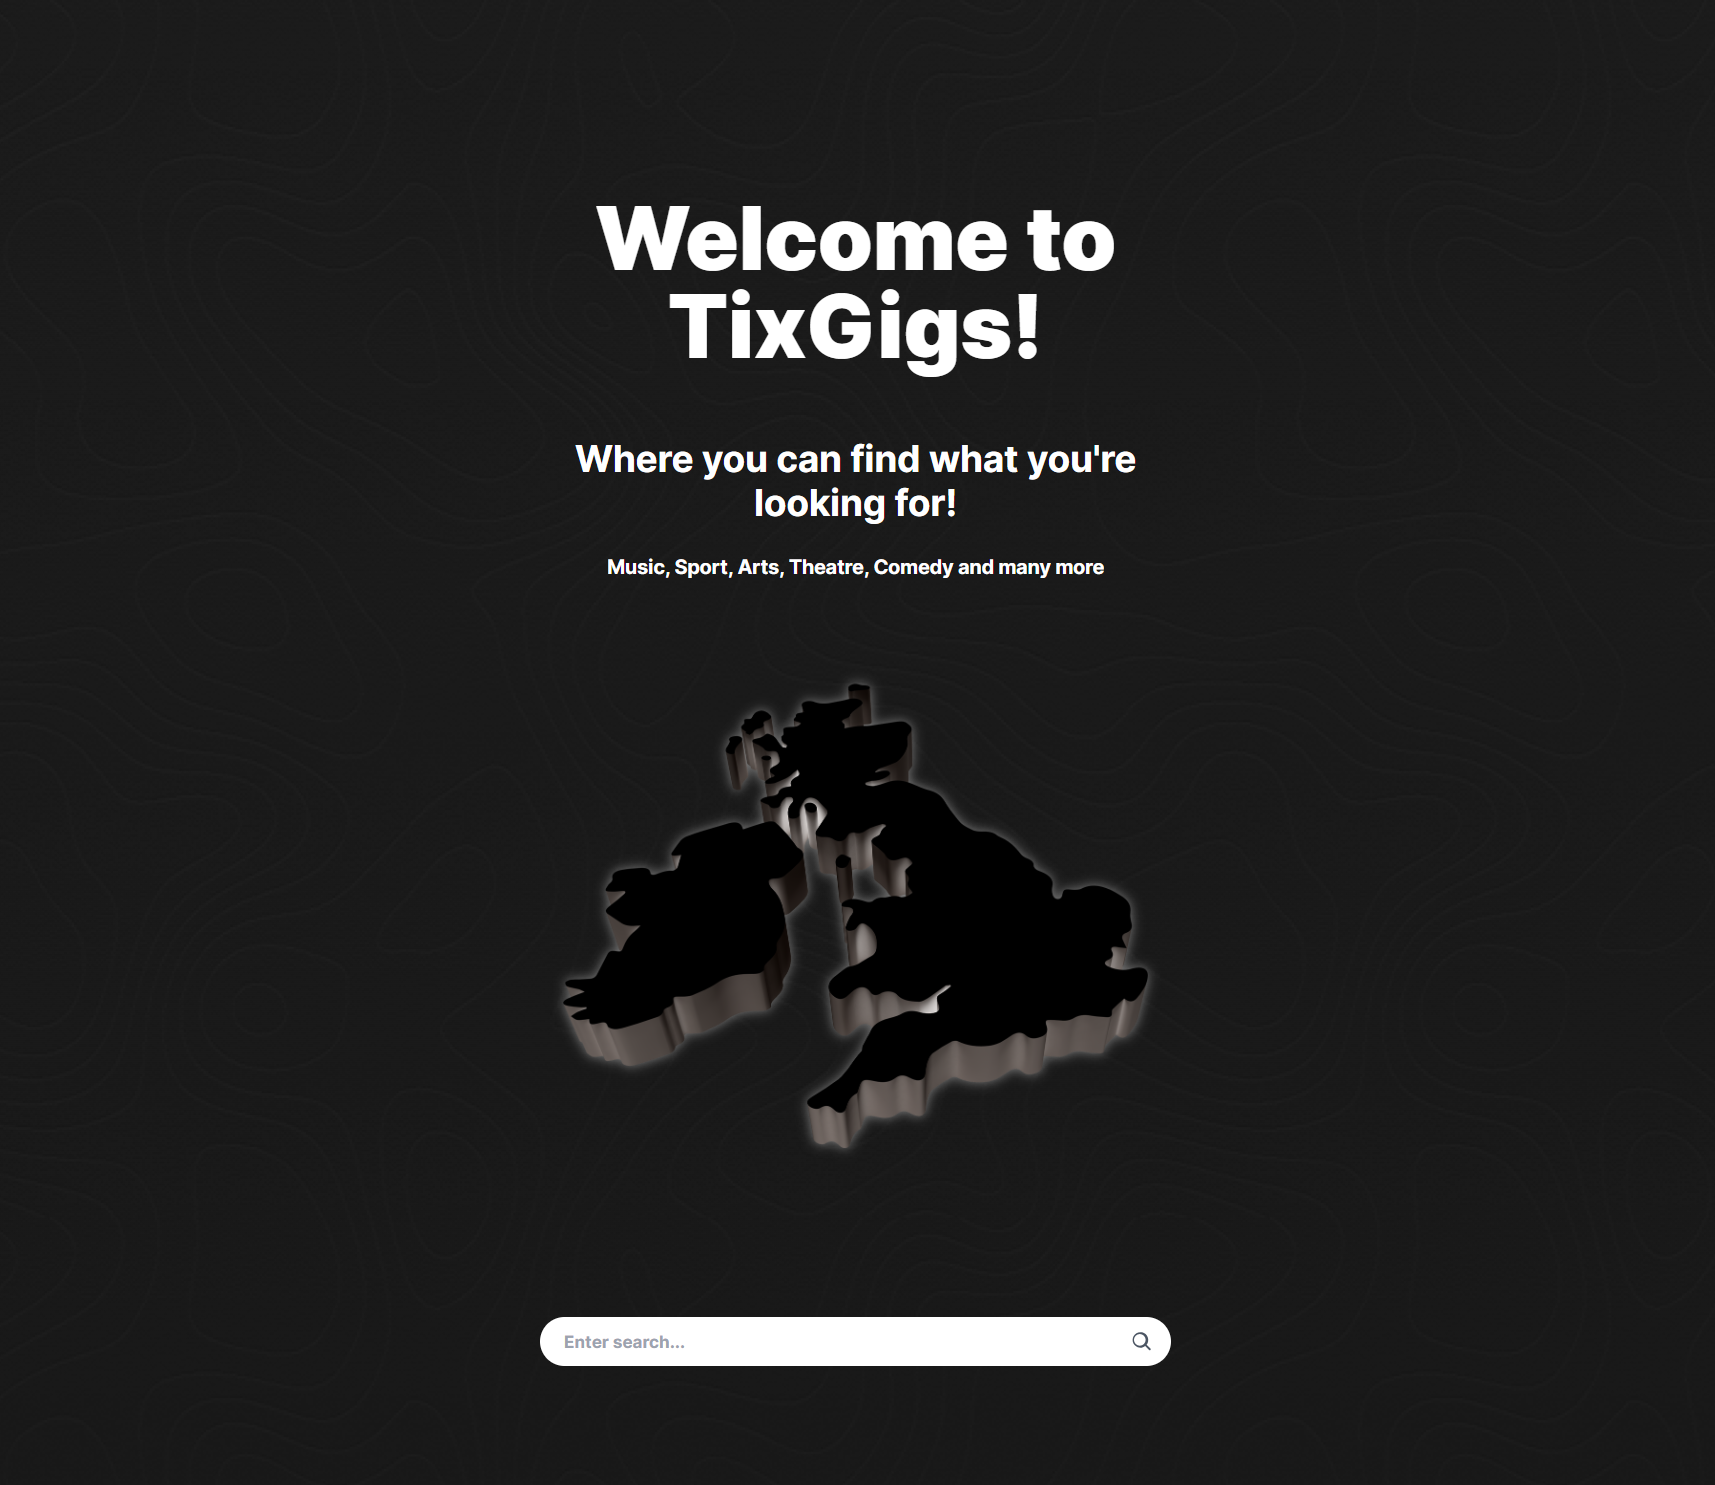 Welcome to
TixGigs!
Where you can find what you're
looking for!
Music, Sport, Arts, Theatre, Comedy and many more
Enter search...